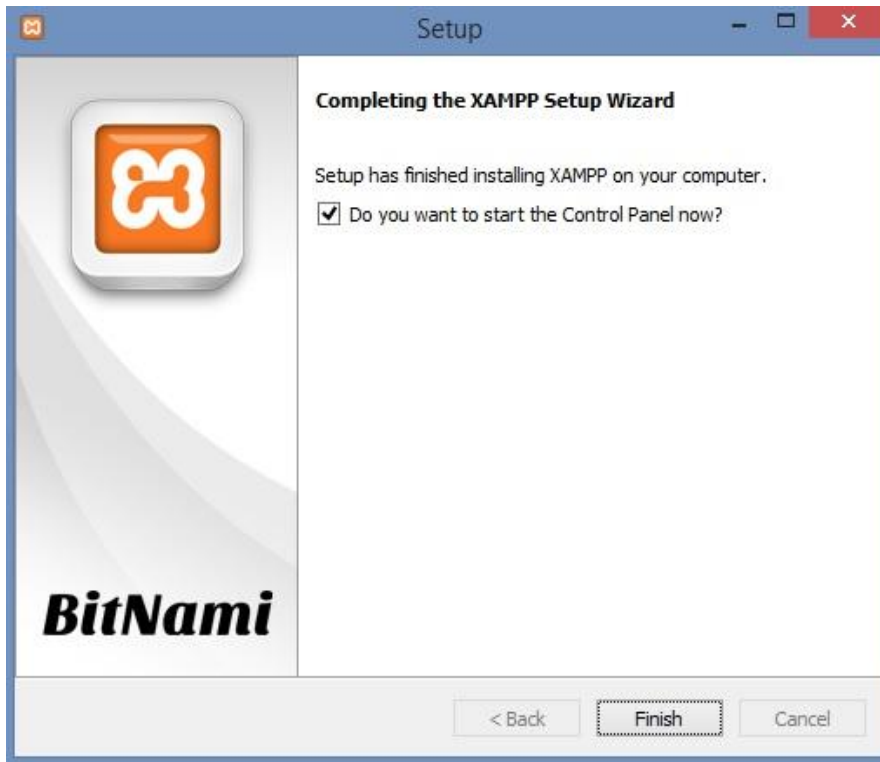 Setup
Completing the XAMPP Setup Wizard
Setup has finished installing XAMPP on your computer.
Do you want to start the Control Panel now?
BitNami
< Back
Finish
Cancel